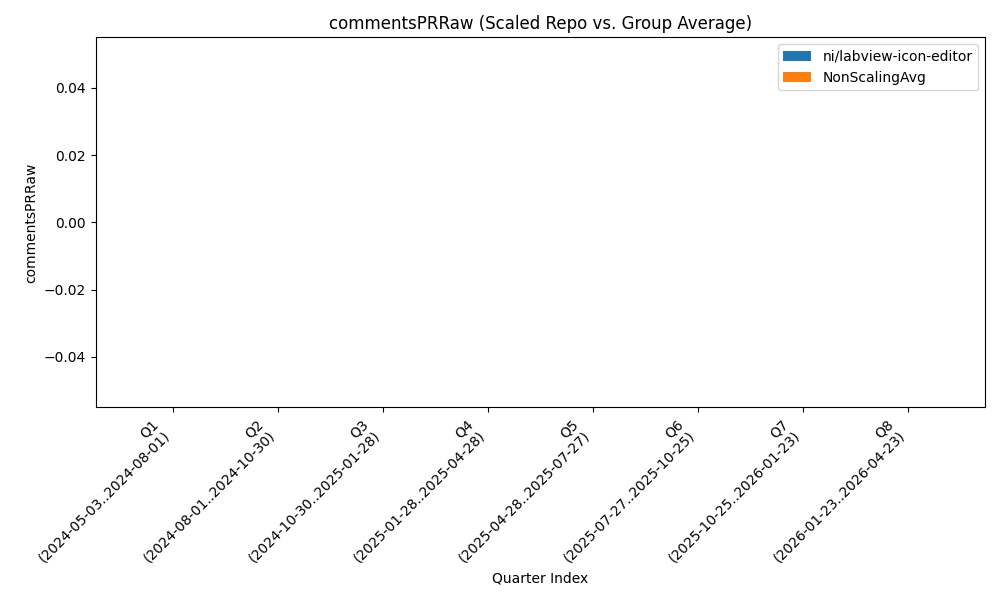 commentsPRRaw (Scaled Repo vs. Group Average)
ni/labview-icon-editor
NonScalingAvg
commentsPRRaw
0.04
0.02
0.00
−0.02
−0.04
Q1
(2024-05-03..2024-08-01)
Q2
(2024-08-01..2024-10-30)
Q3
(2024-10-30..2025-01-28)
Q4
(2025-01-28..2025-04-28)
Q5
(2025-04-28..2025-07-27)
Q6
(2025-07-27..2025-10-25)
Q7
(2025-10-25..2026-01-23)
Q8
(2026-01-23..2026-04-23)
Quarter Index